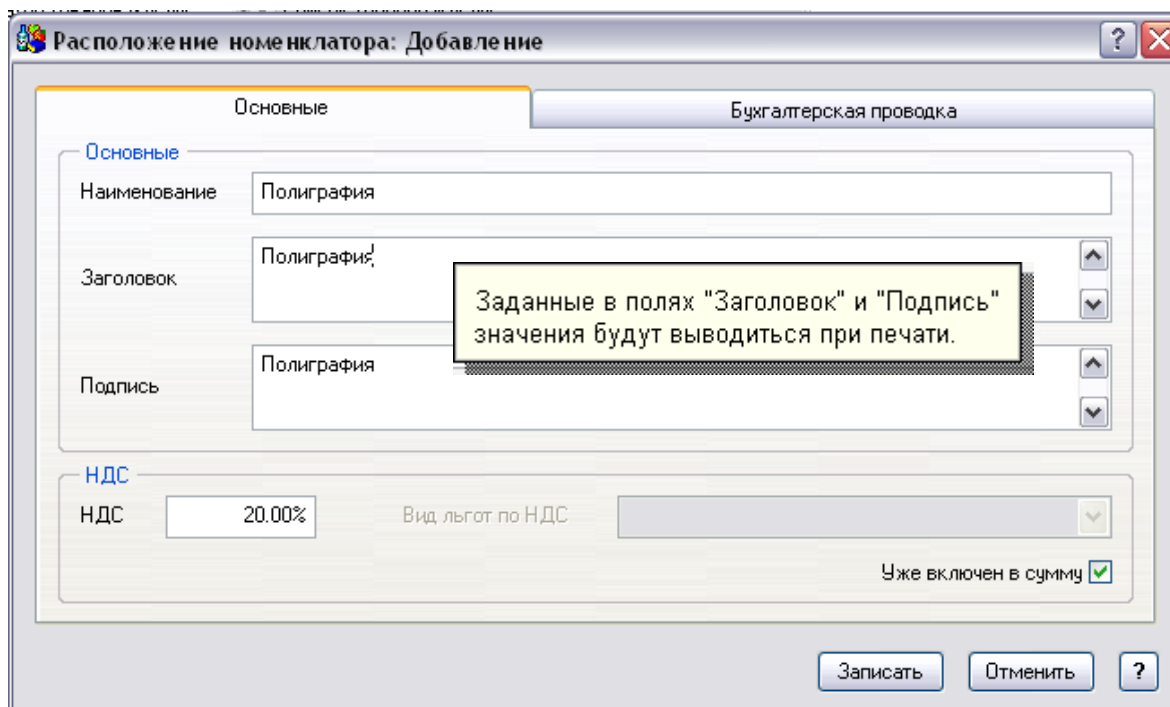 Расположение номенклатора: Добавление
?
Основные
Бухгалтерская проводка
Основные
Наименование
Полиграфия
Заголовок
Полиграфия
Заданные в полях "Заголовок" и "Подпись"
значения будут выводиться при печати.
Подпись
Полиграфия
НДС
НДС
20.00%
Вид льгот по НДС
Уже включен в сумму
Записать
Отменить
?